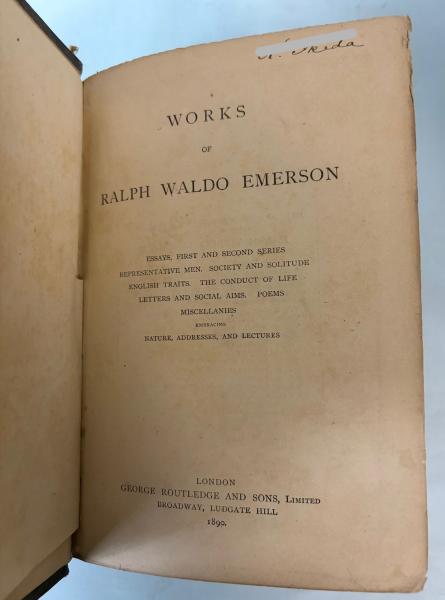 Ikeda
WORKS
OF
RALPH WALDO EMERSON
ESSAYS, FIRST AND SECOND SERIES
REPRESENTATIVE MEN. SOCIETY AND SOLITUDE
ENGLISH TRAITS. THE CONDUCT OF LIFE
LETTERS AND SOCIAL AIMS. POEMS
MISCELLANIES
EMBRACING
NATURE, ADDRESSES, AND LECTURES
LONDON
GEORGE ROUTLEDGE AND SONS, LIMITED
BROADWAY, LUDGATE HILL
1890.